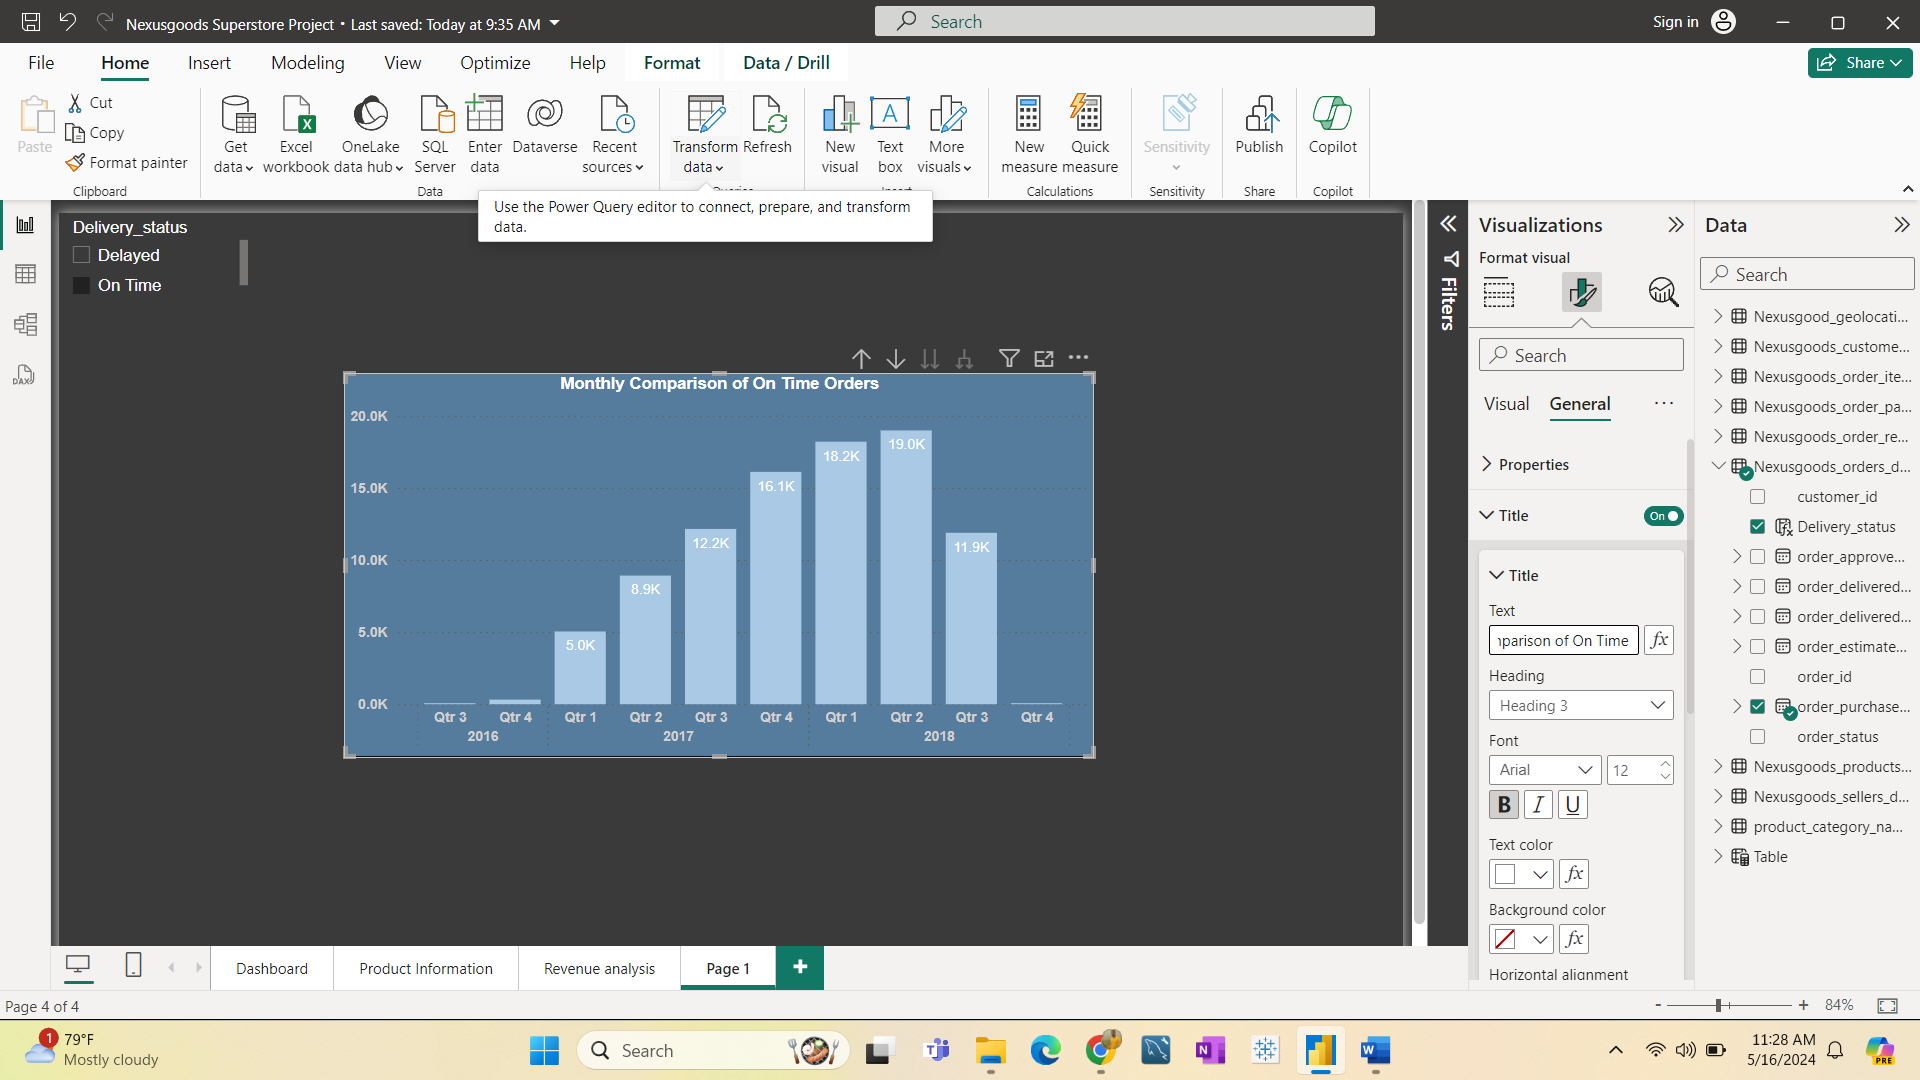 Nexusgoods Superstore Project • Last saved: Today at 9:35 AM
Search
Sign in
File
Home
Insert
Modeling
View
Optimize
Help
Format
Data / Drill
Share
Paste
Cut
Copy
Format painter
Clipboard
Get data
Excel workbook
OneLake data hub
SQL Server
Enter data
Dataverse
Recent sources
Data
Transform data
Refresh
New visual
Text box
More visuals
New measure
Quick measure
Calculations
Sensitivity
Sensitivity
Publish
Share
Copilot
Copilot
Use the Power Query editor to connect, prepare, and transform
data.
Delivery_status
Delayed
On Time
Monthly Comparison of On Time Orders
20.0K
15.0K
10.0K
5.0K
0.0K
5.0K
8.9K
12.2K
16.1K
18.2K
19.0K
11.9K
Qtr 3
Qtr 4
Qtr 1
Qtr 2
Qtr 3
Qtr 4
Qtr 1
Qtr 2
Qtr 3
Qtr 4
2016
2017
2018
Filters
Visualizations
Format visual
Search
Visual
General
...
Properties
Title
On
Title
Text
nparison of On Time
fx
Heading
Heading 3
Font
Arial
12
B I U
Text color
fx
Background color
fx
Horizontal alignment
Data
Search
Nexusgood_geolocati...
Nexusgoods_custome...
Nexusgoods_order_ite...
Nexusgoods_order_pa...
Nexusgoods_order_re...
Nexusgoods_orders_d...
customer_id
Delivery_status
order_approve...
order_delivered...
order_delivered...
order_estimate...
order_id
order_purchase...
order_status
Nexusgoods_products...
Nexusgoods_sellers_d...
product_category_na...
Table
Dashboard
Product Information
Revenue analysis
Page 1
+
Page 4 of 4
- + 84%
1
79°F
Mostly cloudy
Search
11:28 AM
5/16/2024
PRE